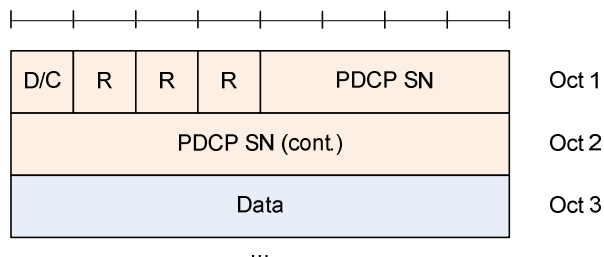 D/C R R R PDCP SN Oct 1
PDCP SN (cont.) Oct 2
Data Oct 3
...